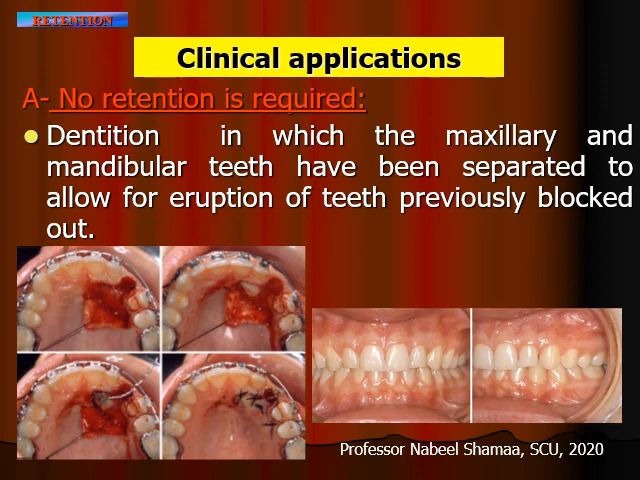 RETENTION
Clinical applications
A- No retention is required:
Dentition in which the maxillary and
mandibular teeth have been separated to
allow for eruption of teeth previously blocked
out.
Professor Nabeel Shamaa, SCU, 2020